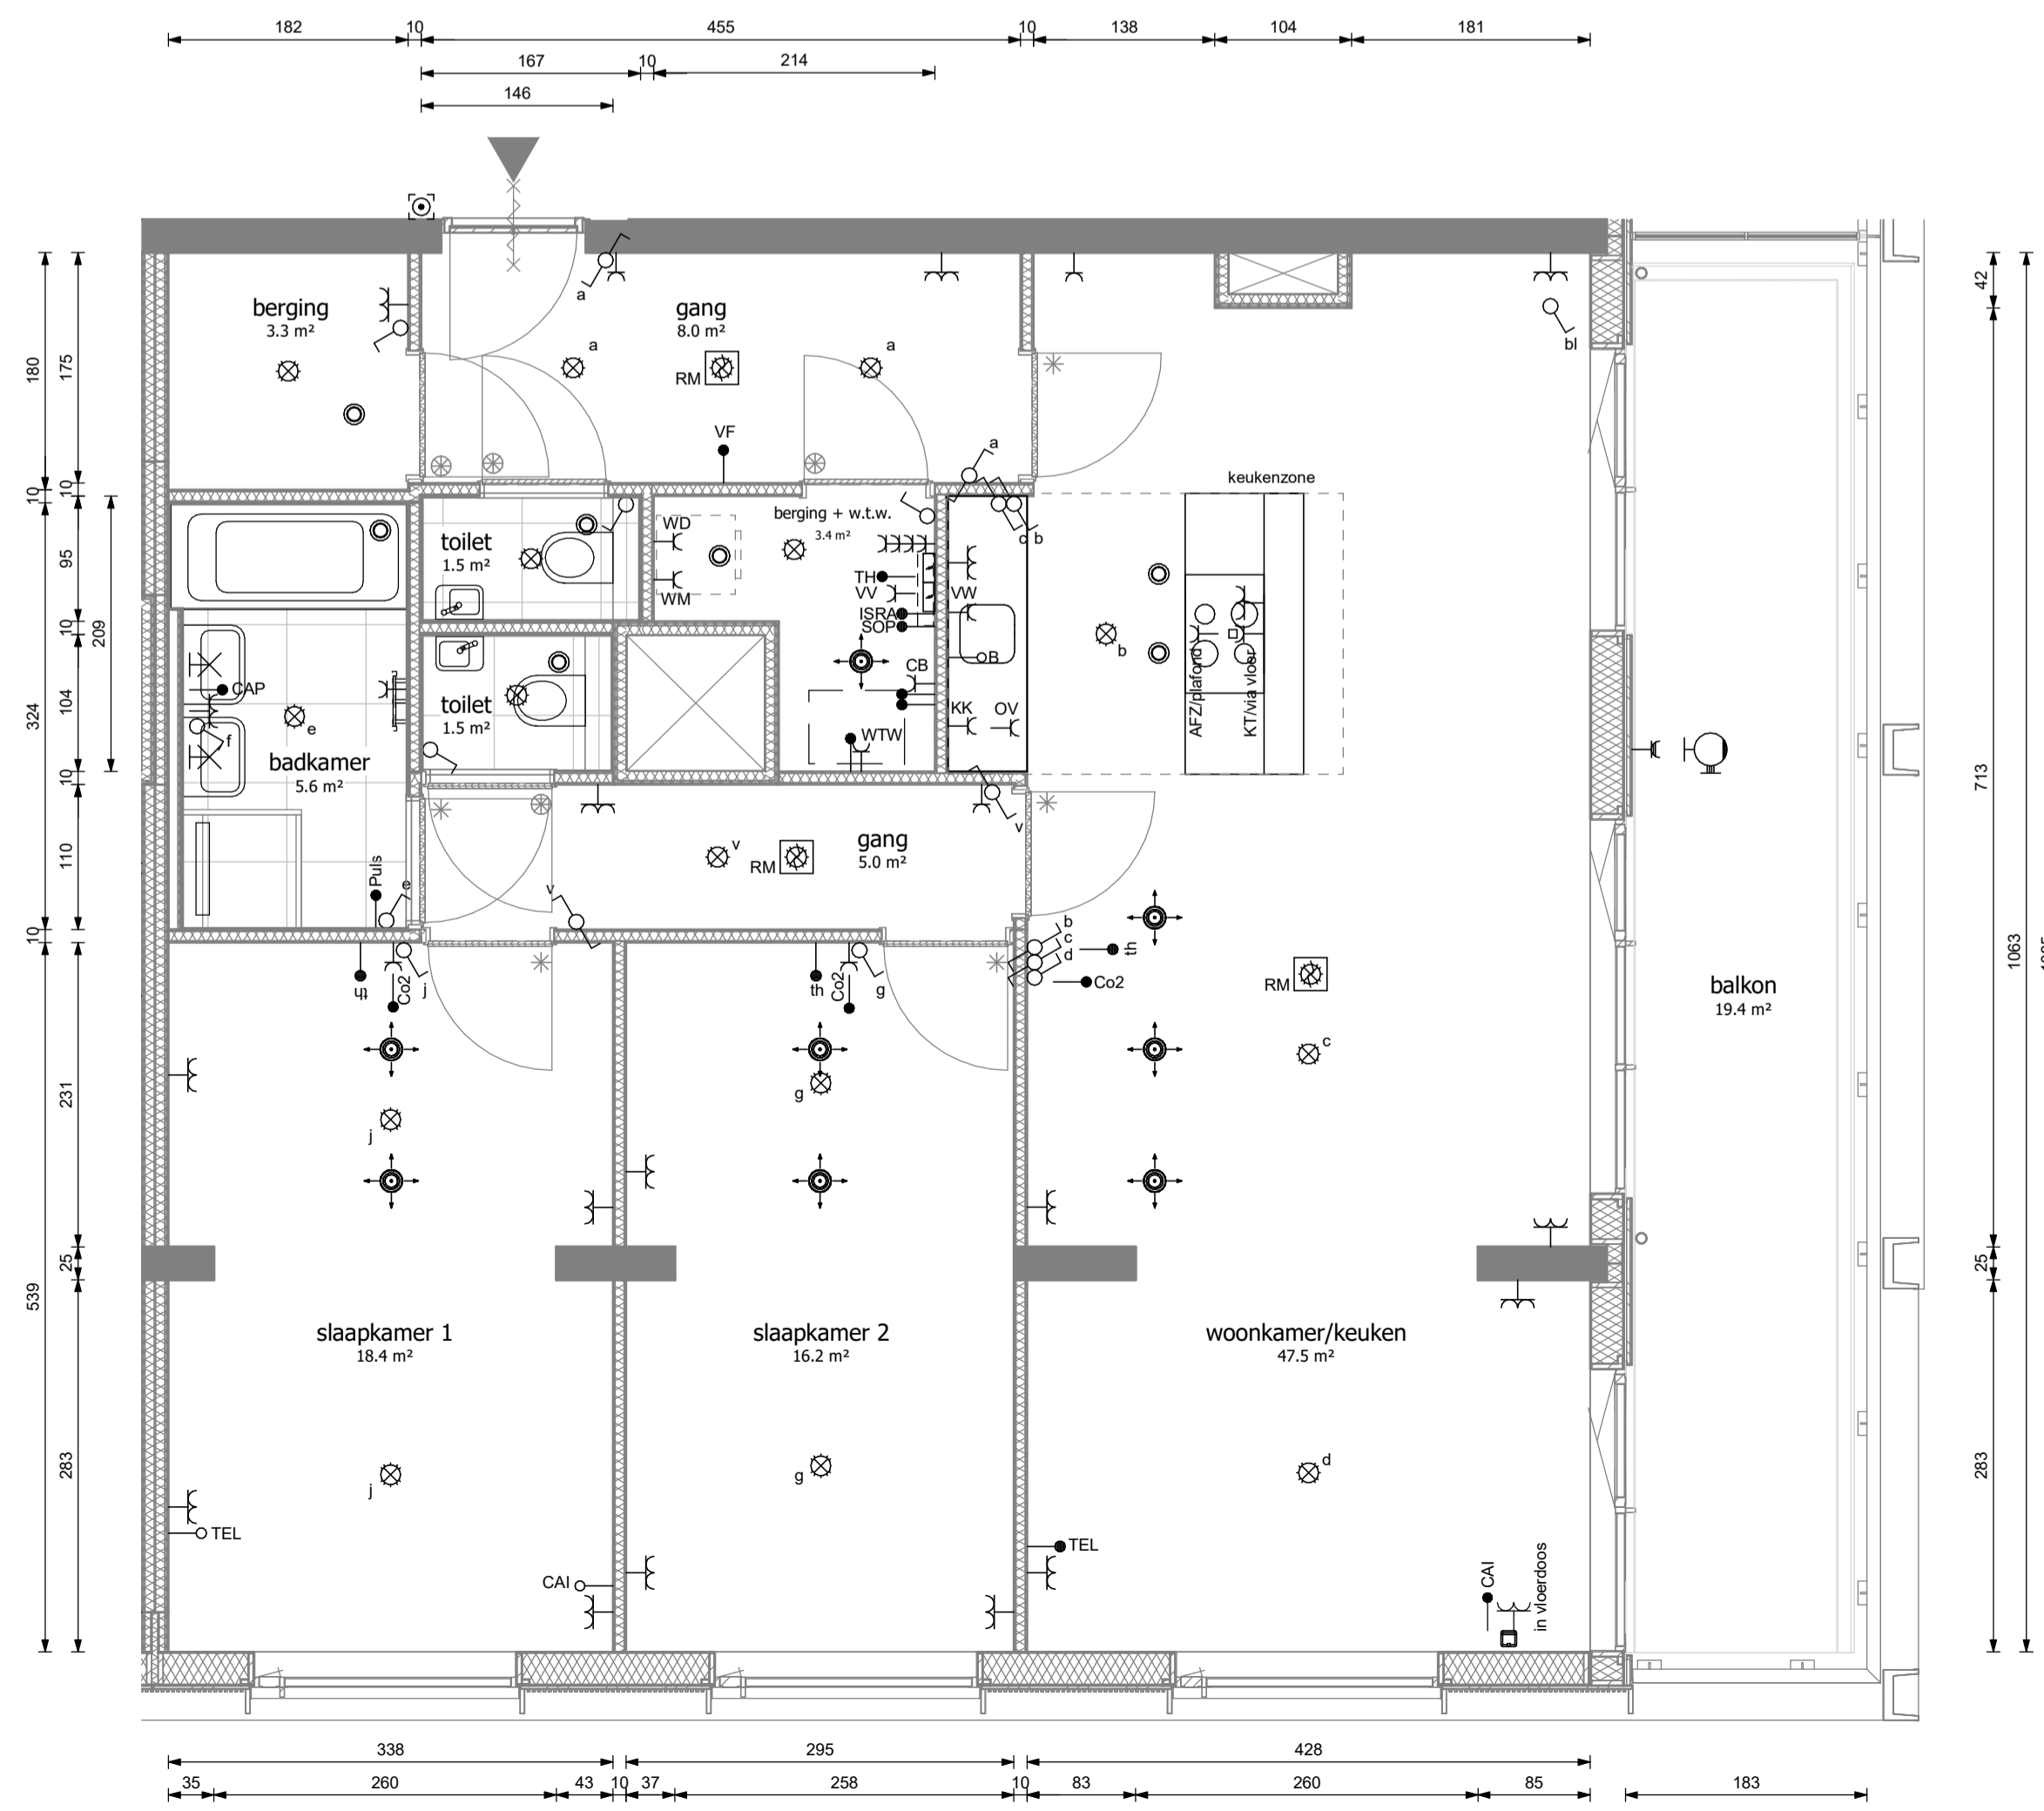 182
10
455
10
138
104
181
167
10
214
146
berging
3.3 m²
gang
8.0 m²
a
a
a
RM
VF
a
bl
42
180
175
10
10
keukenzone
toilet
1.5 m²
WD
WM
berging + w.t.w.
3.4 m²
c b
TH
VV
ISRA
SOP
VW
B
b
CB
KK
OV
WTW
AFZ/plafond
KT/via vloer
95
10
209
104
324
10
110
10
toilet
1.5 m²
CAP
f
e
badkamer
5.6 m²
Puls
e
v
v
RM
gang
5.0 m²
v
713
1063
b
c
d
th
Co2
RM
c
balkon
19.4 m²
th
Co2
j
th
Co2
g
g
j
231
25
25
539
slaapkamer 1
18.4 m²
slaapkamer 2
16.2 m²
woonkamer/keuken
47.5 m²
283
283
j
g
d
TEL
CAI
TEL
CAI
in vloerdoos
338
295
428
35
260
43
10
37
258
10
83
260
85
183